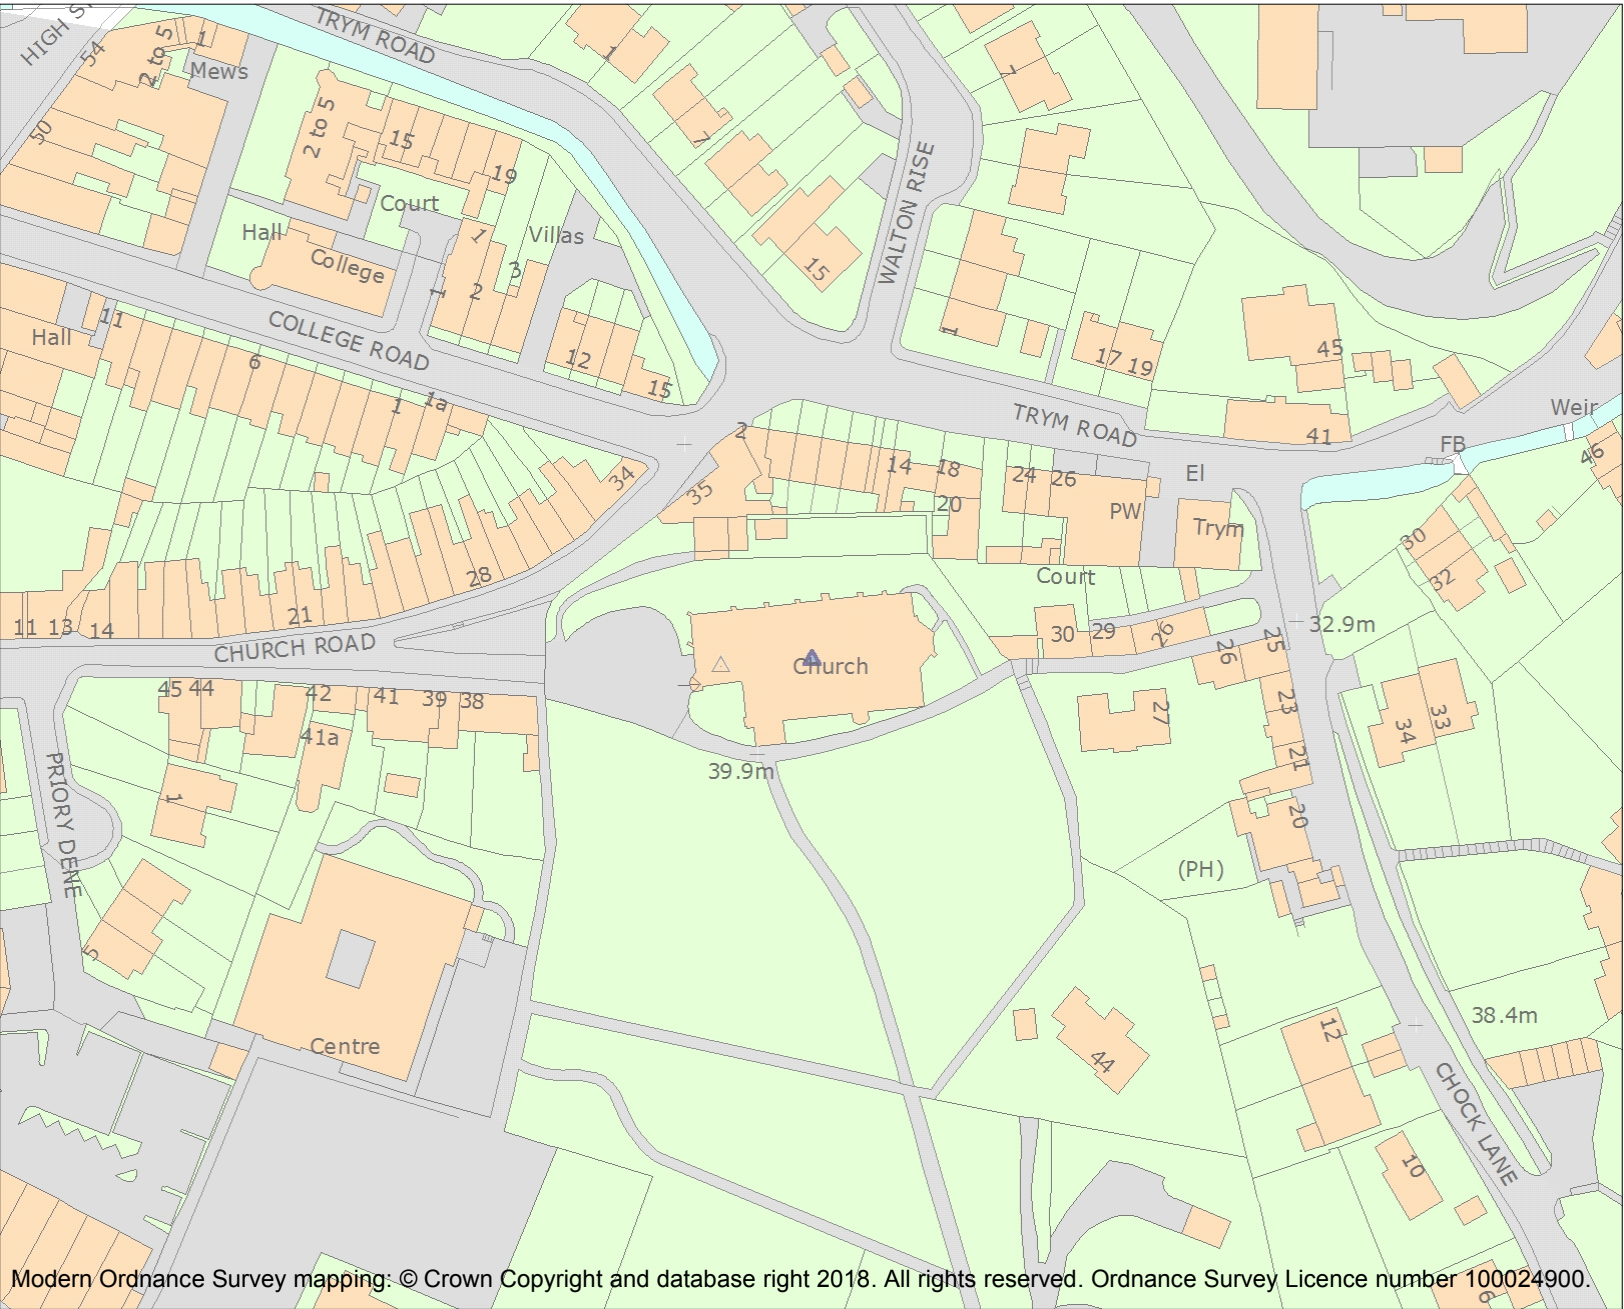 HIGH ST
54
2 to 5
1
Mews
50
TRYM ROAD
1
7
7
2 to 5
15
19
Court
Hall
College
1
Villas
3
2
1
WALTON RISE
15
1
17 19
45
41
Weir
FB
46
COLLEGE ROAD
12
15
Hall
11
6
1
1a
TRYM ROAD
2
35
34
14
18
20
24
26
El
PW
Trym
Court
30
32
28
21
11
13
14
CHURCH ROAD
30
29
26
26
25
32.9m
Church
45 44
42
41
39
38
41a
27
23
34
33
21
39.9m
PRIORY DENE
1
20
(PH)
5
Centre
44
12
38.4m
CHOCK LANE
10
6
Modern Ordnance Survey mapping: © Crown Copyright and database right 2018. All rights reserved. Ordnance Survey Licence number 100024900.